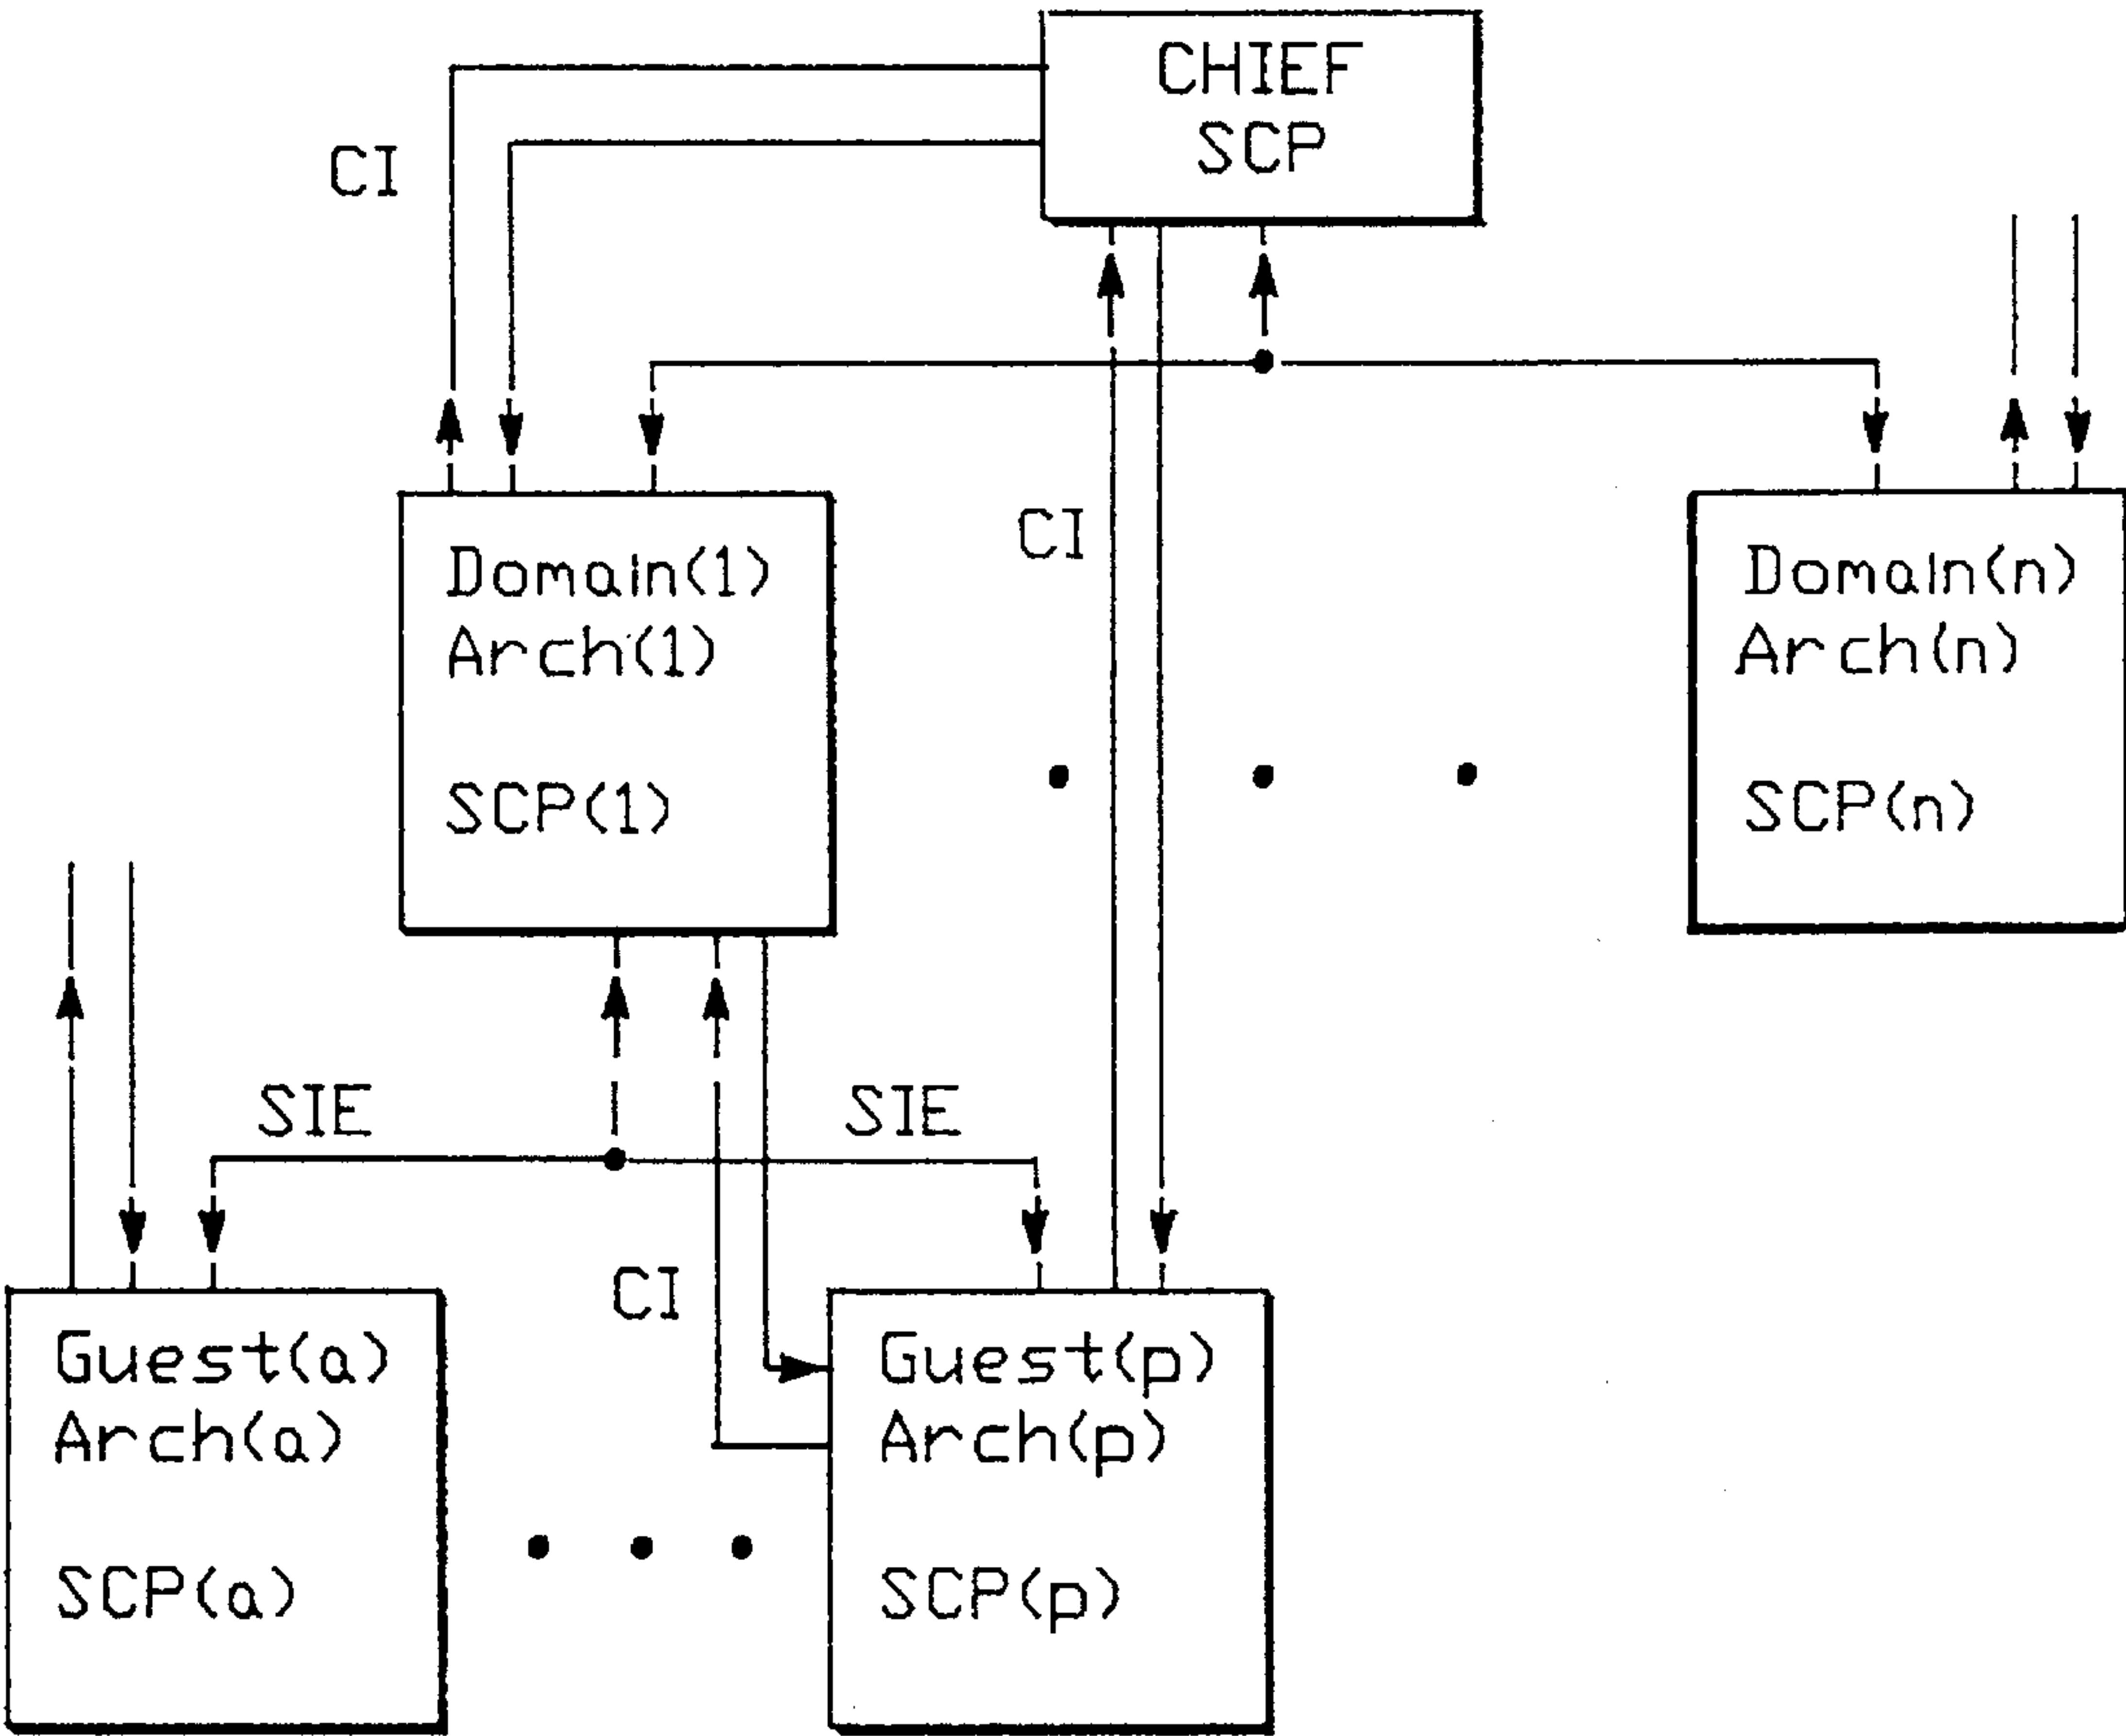 CHIEF
SCP
CI
CI
Domain(1)
Arch(1)
SCP(1)
Domain(n)
Arch(n)
SCP(n)
SIE
SIE
CI
Guest(a)
Arch(a)
SCP(a)
Guest(p)
Arch(p)
SCP(p)